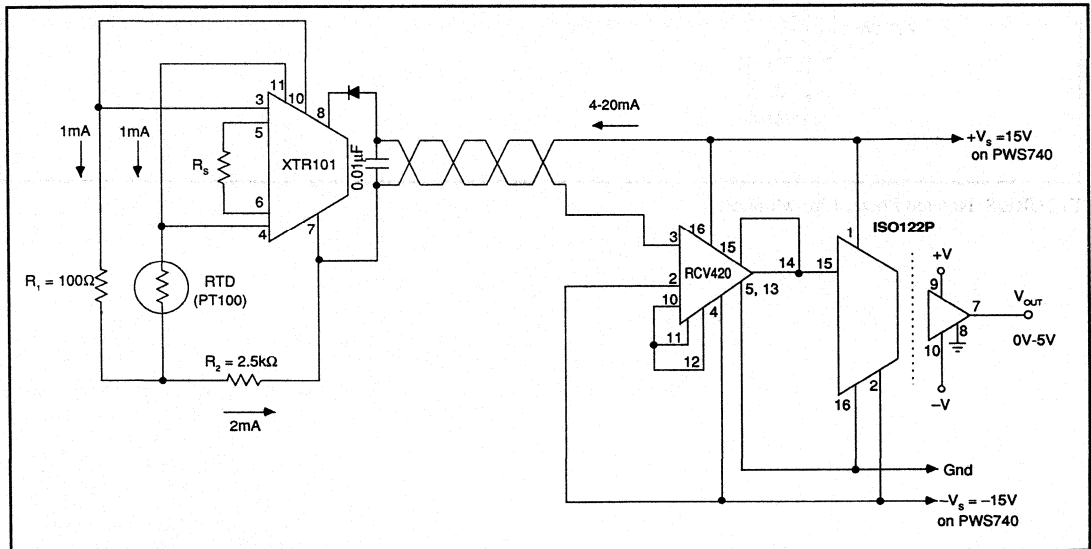 11
10
3
8
5
1mA
1mA
R_S
XTR101
0.01µF
6
4
7
R₁ = 100Ω
RTD
(PT100)
R₂ = 2.5kΩ
2mA
4-20mA
+V_S =15V
on PWS740
ISO122P
3
16
15
1
2
RCV420
14
15
10
5, 13
4
11
12
+V
9
7
V_OUT
8
10
0V-5V
2
16
–V
Gnd
–V_S = –15V
on PWS740